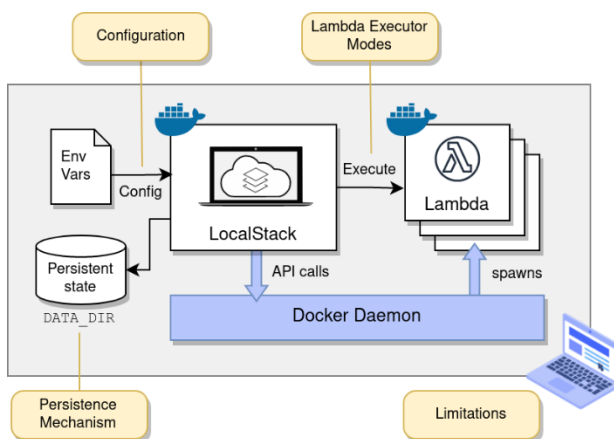 Configuration
Lambda Executor
Modes
Env
Vars
Config
LocalStack
Execute
Lambda
Persistent
state
DATA_DIR
API calls
spawns
Docker Daemon
Persistence
Mechanism
Limitations